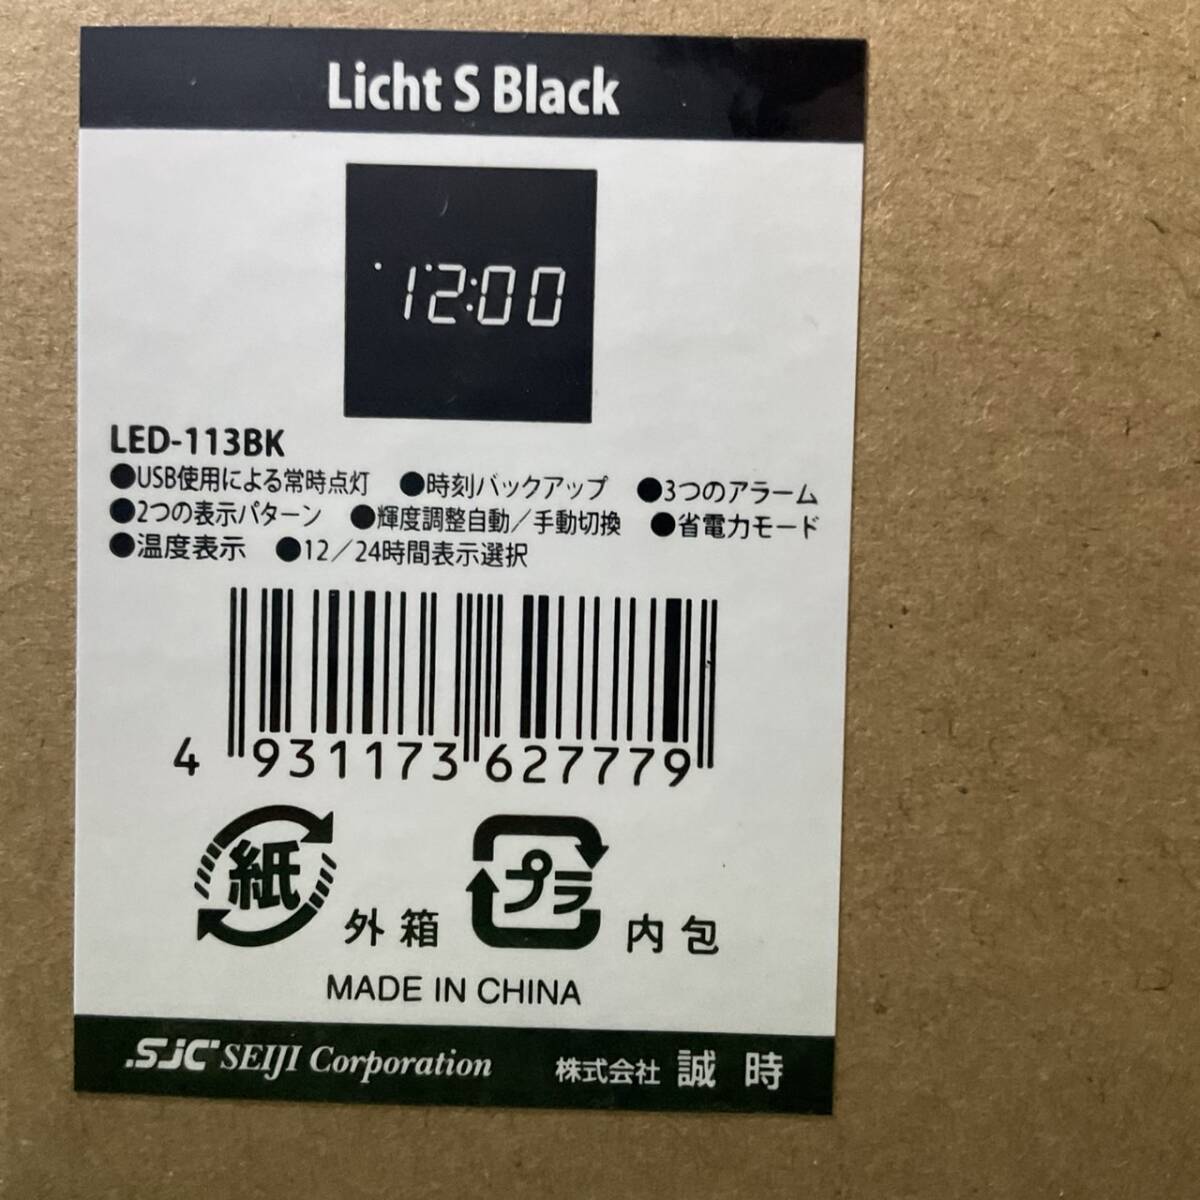 Licht S Black
12:00
LED-113BK
●USB使用による常時点灯 ●時刻バックアップ ●3つのアラーム
●2つの表示パターン ●輝度調整自動／手動切換 ●省電力モード
●温度表示 ●12／24時間表示選択
4 931173 627779
紙 外箱 プラ 内包
MADE IN CHINA
SJC SEIJI Corporation 株式会社 誠時